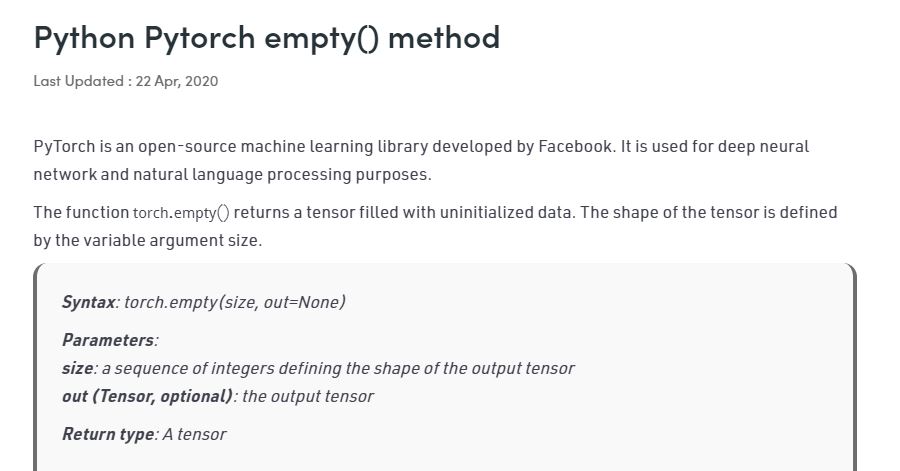 Python Pytorch empty() method
Last Updated : 22 Apr, 2020
PyTorch is an open-source machine learning library developed by Facebook. It is used for deep neural
network and natural language processing purposes.
The function torch.empty() returns a tensor filled with uninitialized data. The shape of the tensor is defined
by the variable argument size.
Syntax: torch.empty(size, out=None)
Parameters:
size: a sequence of integers defining the shape of the output tensor
out (Tensor, optional): the output tensor
Return type: A tensor